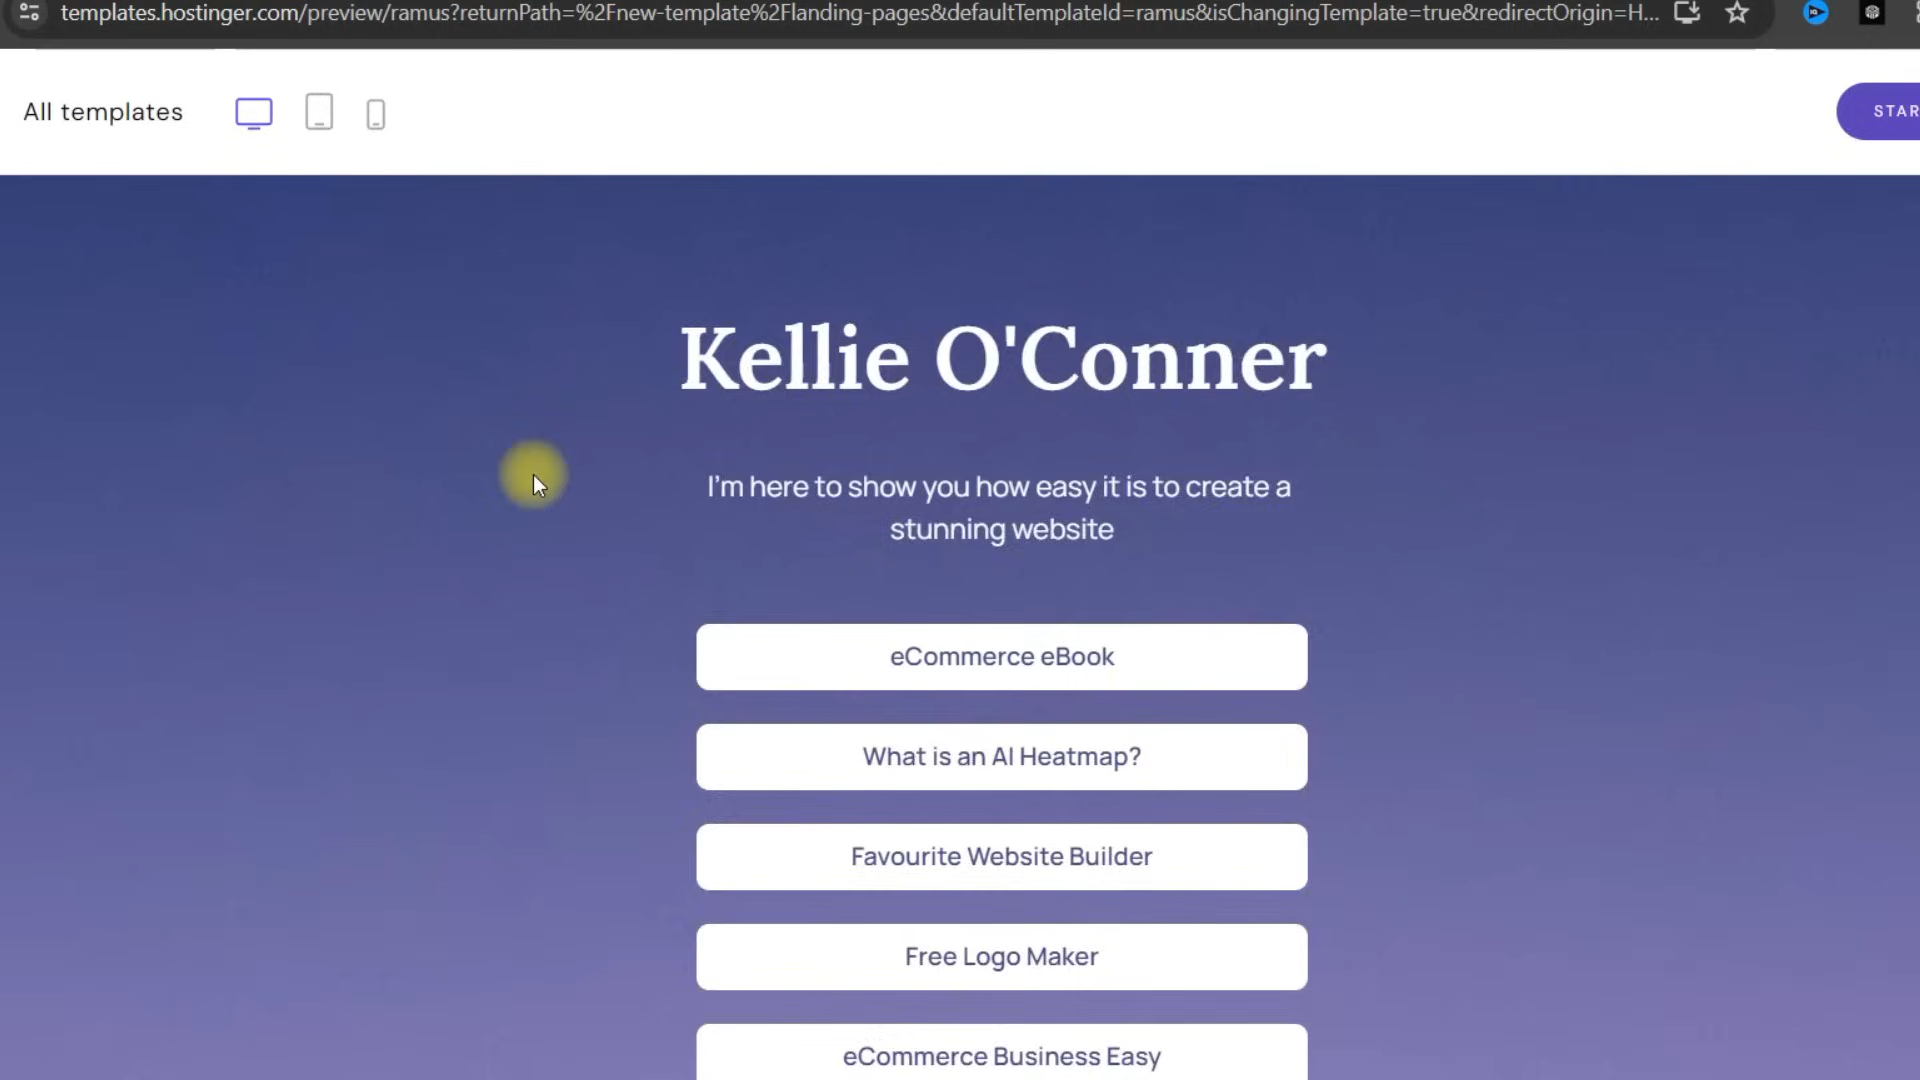 templates.hostinger.com/preview/ramus?returnPath=%2Fnew-template%2Flanding-pages&defaultTemplateId=ramus&isChangingTemplate=true&redirectOrigin=H...
All templates
STAR
Kellie O'Conner
I'm here to show you how easy it is to create a
stunning website
eCommerce eBook
What is an AI Heatmap?
Favourite Website Builder
Free Logo Maker
eCommerce Business Easy